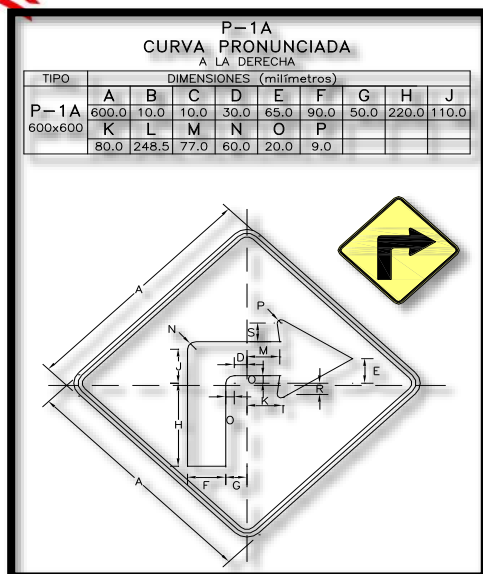 P-1A
CURVA PRONUNCIADA
A LA DERECHA
TIPO DIMENSIONES (milímetros)
P-1A A B C D E F G H J
600x600 600.0 10.0 10.0 30.0 65.0 90.0 50.0 220.0 110.0
K L M N O P
80.0 248.5 77.0 60.0 20.0 9.0
A
P
N
S
M
D
J
E
O
R
K
H
O
F G
A